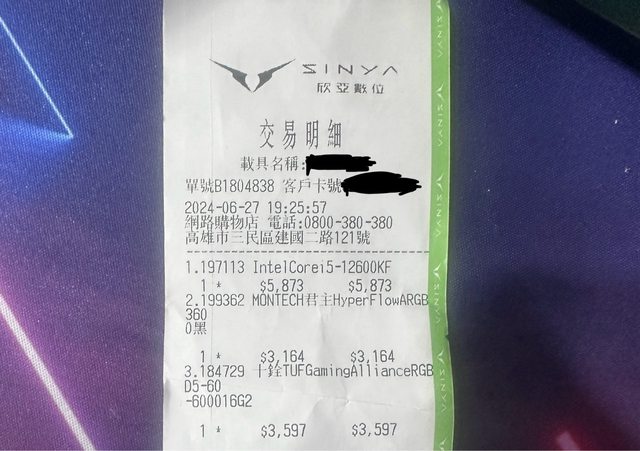 SINYA
欣亞數位
交易明細
載具名稱:
單號B1804838 客戶卡號
2024-06-27 19:25:57
網路購物店 電話:0800-380-380
高雄市三民區建國二路121號
1.197113 IntelCorei5-12600KF
1 * $5,873 $5,873
2.199362 MONTECH君主HyperFlowARGB
360
0黑
1 * $3,164 $3,164
3.184729 十銓TUFGamingAllianceRGB
D5-60
-600016G2
1 * $3,597 $3,597
SINYA
SINYA
SINYA
SINYA
SINYA